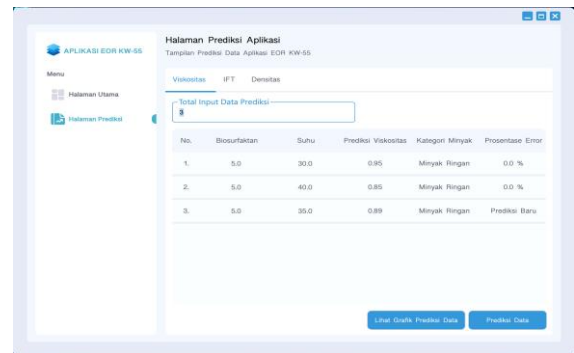 APLIKASI EOR KW-55
Menu
Halaman Utama
Halaman Prediksi
Halaman Prediksi Aplikasi
Tampilan Prediksi Data Aplikasi EOR KW-55
Viskositas IFT Densitas
Total Input Data Prediksi
3
No. Biosurfaktan Suhu Prediksi Viskositas Kategori Minyak Prosentase Error
1. 5.0 30.0 0.95 Minyak Ringan 0.0 %
2. 5.0 40.0 0.85 Minyak Ringan 0.0 %
3. 5.0 35.0 0.89 Minyak Ringan Prediksi Baru
Lihat Grafik Prediksi Data Prediksi Data